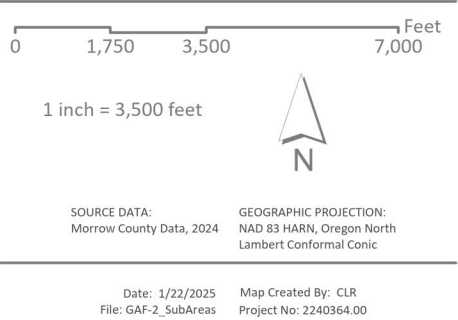 Feet
0 1,750 3,500 7,000
1 inch = 3,500 feet
N
SOURCE DATA:
Morrow County Data, 2024
GEOGRAPHIC PROJECTION:
NAD 83 HARN, Oregon North
Lambert Conformal Conic
Date: 1/22/2025
File: GAF-2_SubAreas
Map Created By: CLR
Project No: 2240364.00